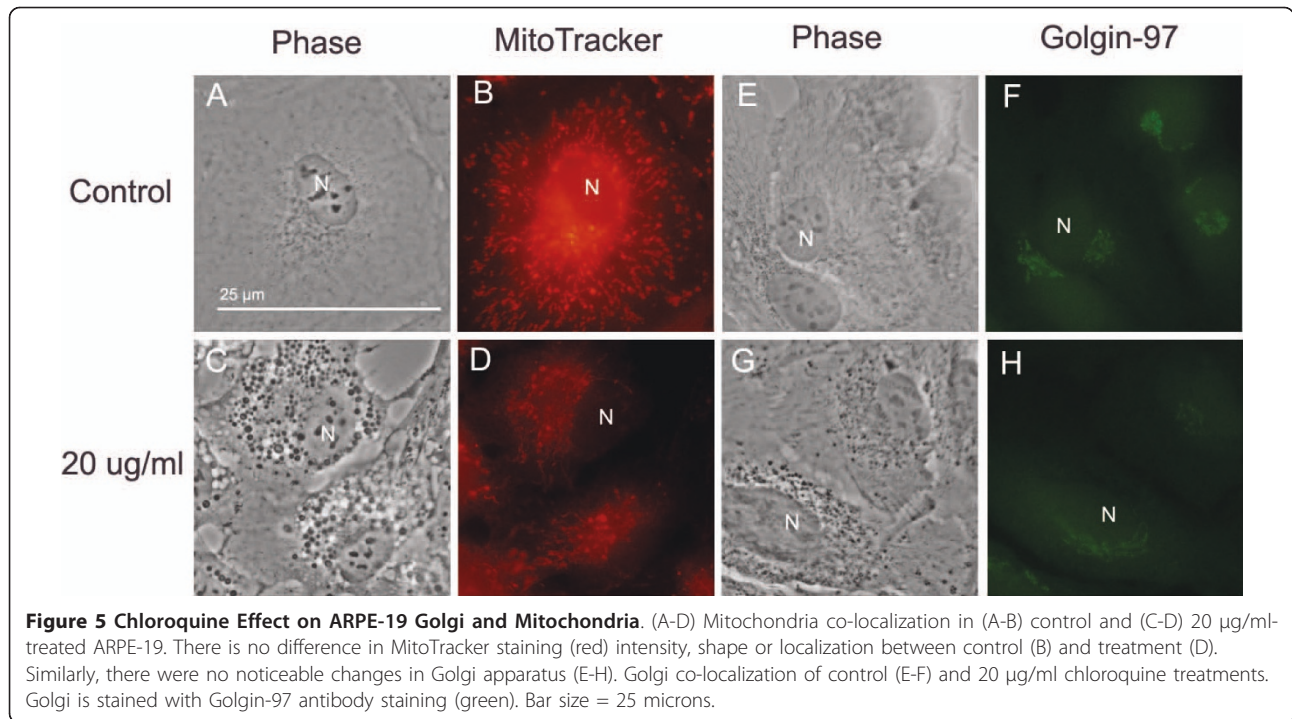 Phase MitoTracker Phase Golgin-97
Control
A N
25 µm
B N
E N
F N
20 ug/ml
C N
D N
G N N
H N
Figure 5 Chloroquine Effect on ARPE-19 Golgi and Mitochondria. (A-D) Mitochondria co-localization in (A-B) control and (C-D) 20 µg/ml-
treated ARPE-19. There is no difference in MitoTracker staining (red) intensity, shape or localization between control (B) and treatment (D).
Similarly, there were no noticeable changes in Golgi apparatus (E-H). Golgi co-localization of control (E-F) and 20 µg/ml chloroquine treatments.
Golgi is stained with Golgin-97 antibody staining (green). Bar size = 25 microns.